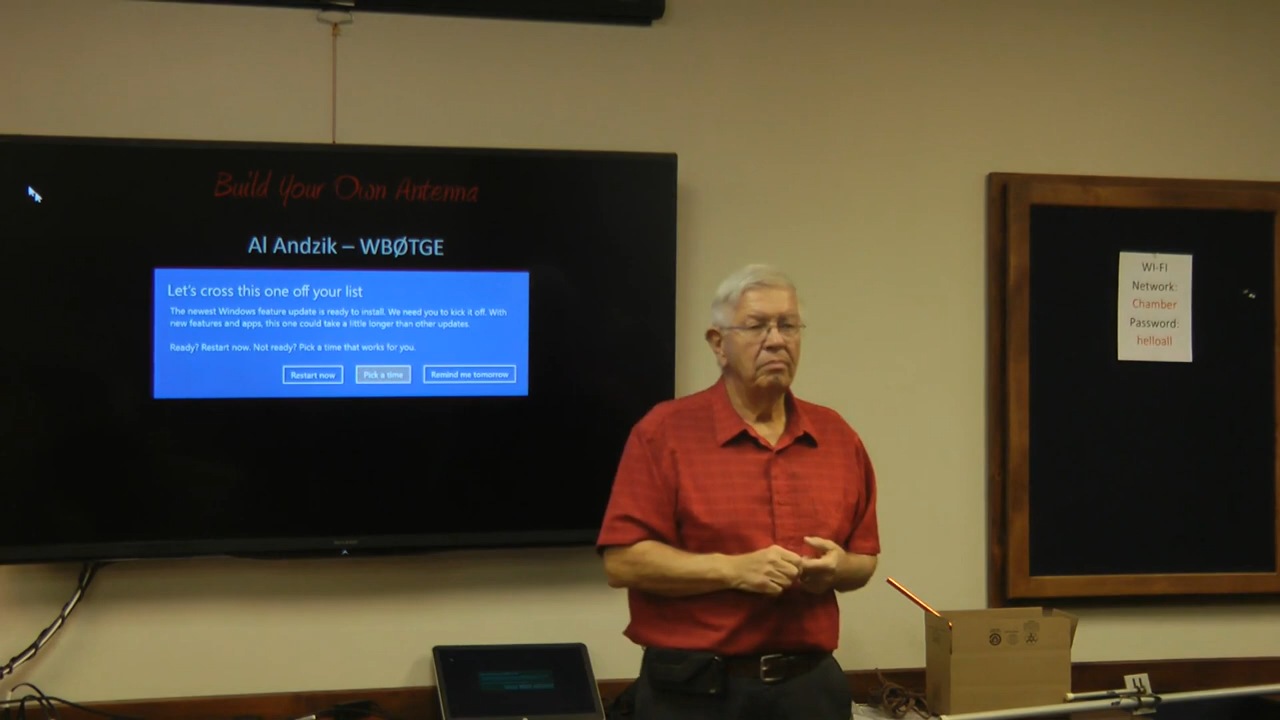 Build Your Own Antenna
Al Andzik – WBØTGE
Let's cross this one off your list
The newest Windows feature update is ready to install. We need you to kick it off. With
new features and apps, this one could take a little longer than other updates.
Ready? Restart now. Not ready? Pick a time that works for you.
Restart now
Pick a time
Remind me tomorrow
WI-FI
Network:
Chamber
Password:
helloall